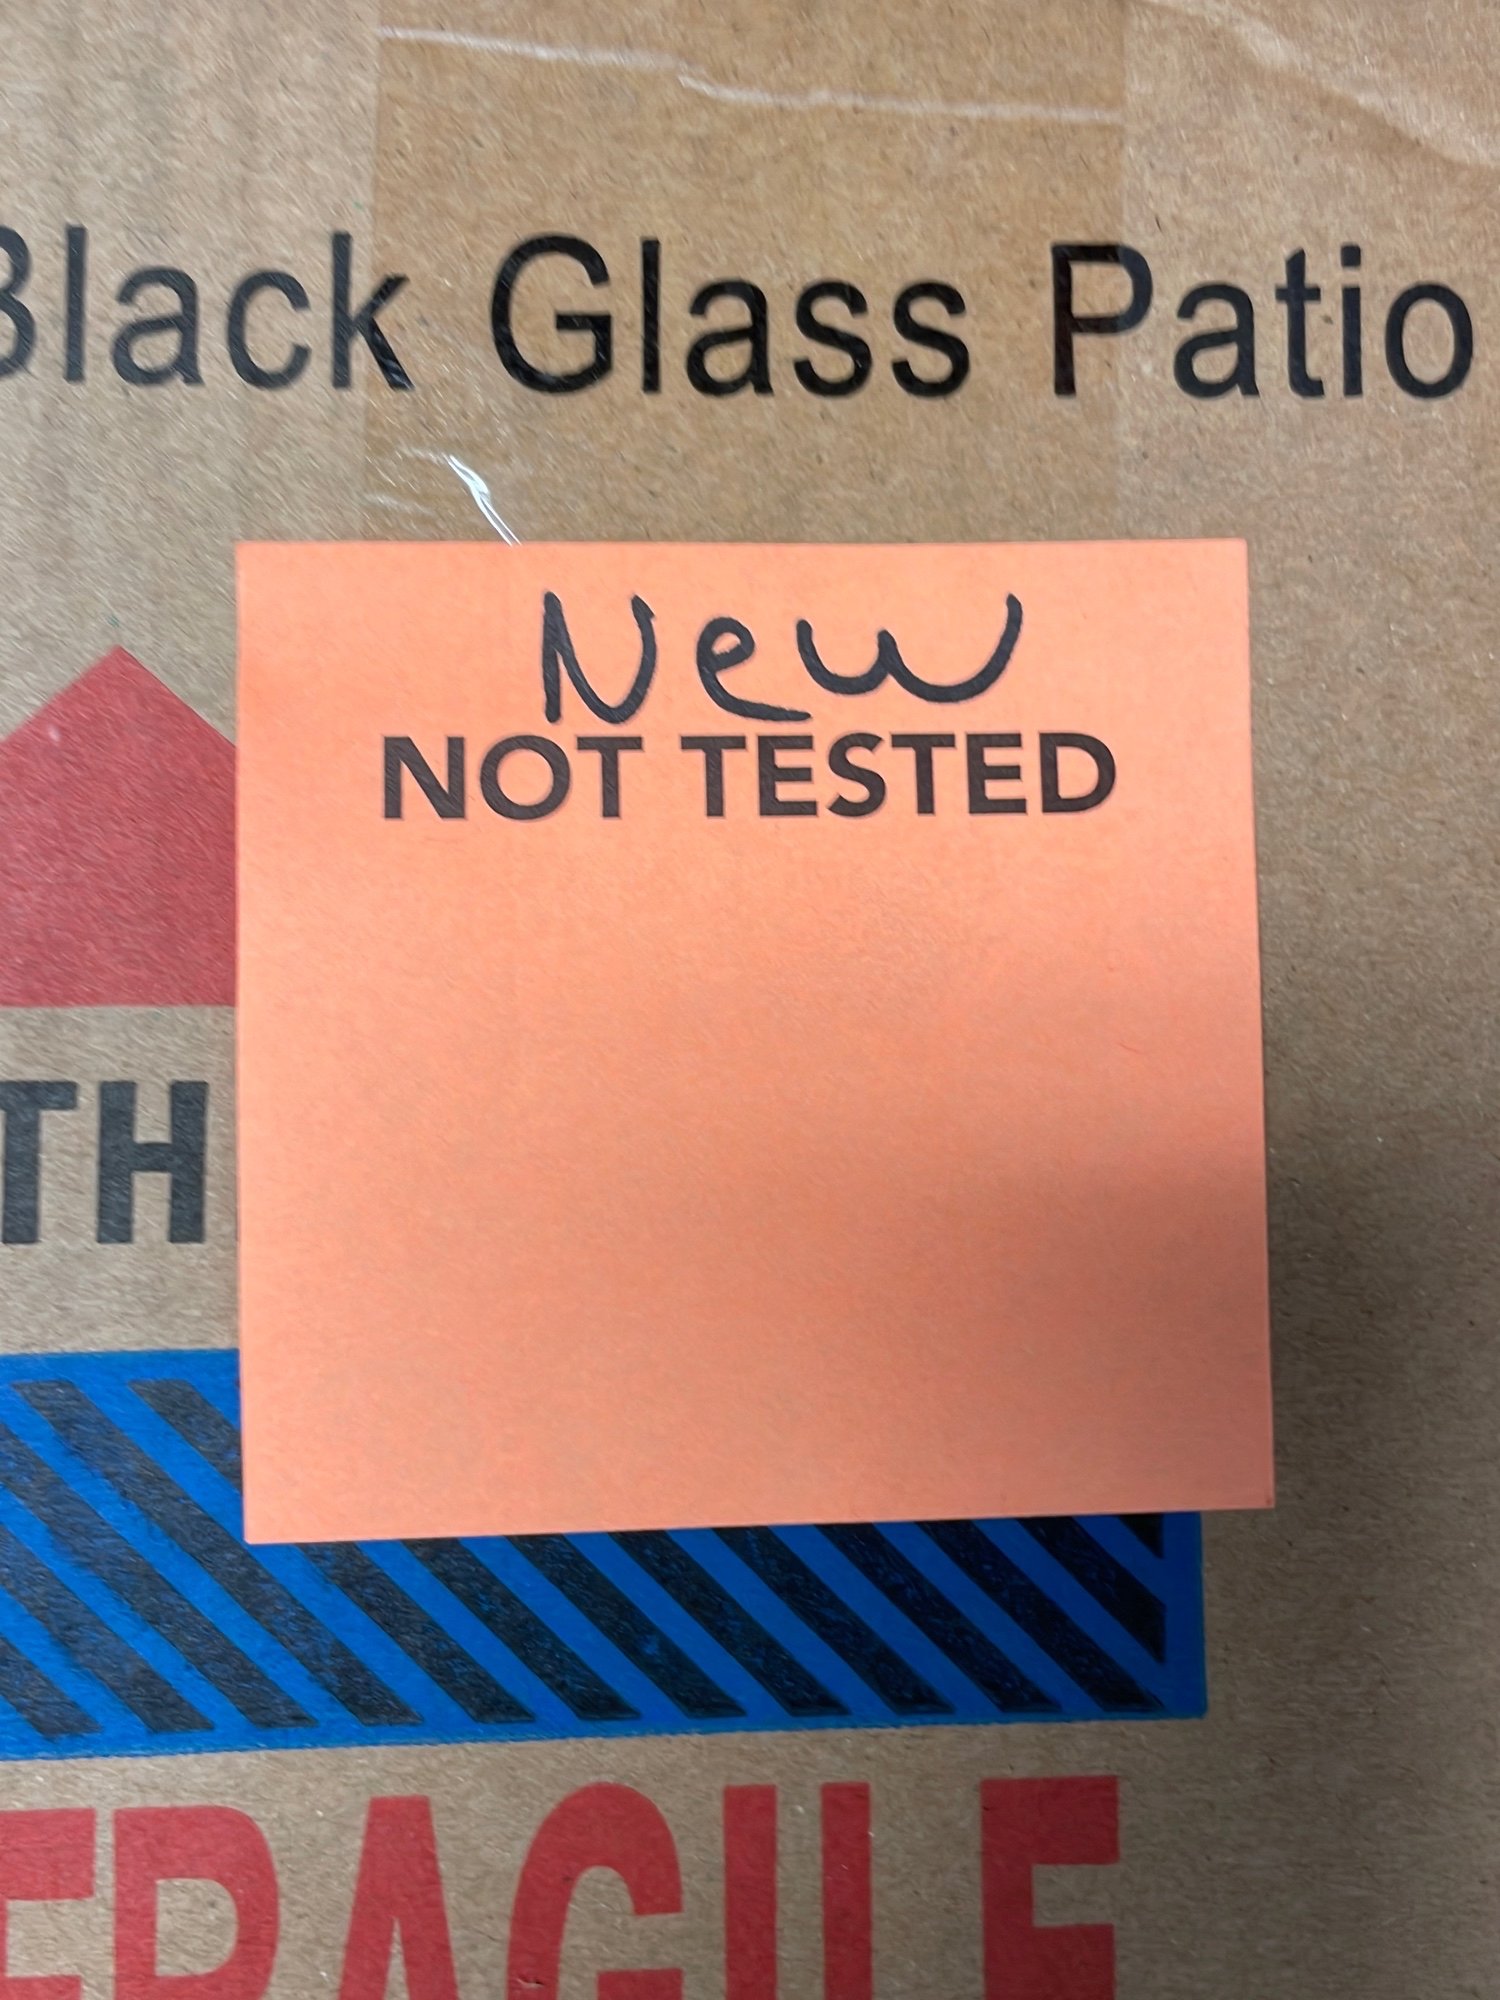 Black Glass Patio
New
NOT TESTED
TH
FRAGILE